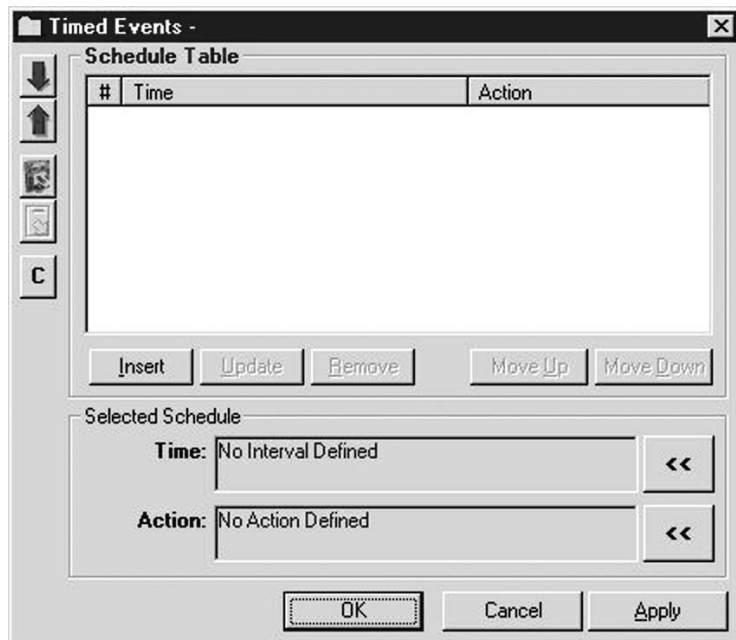 Timed Events -
Schedule Table
# Time Action
C
Insert Update Remove Move Up Move Down
Selected Schedule
Time: No Interval Defined <<
Action: No Action Defined <<
OK Cancel Apply